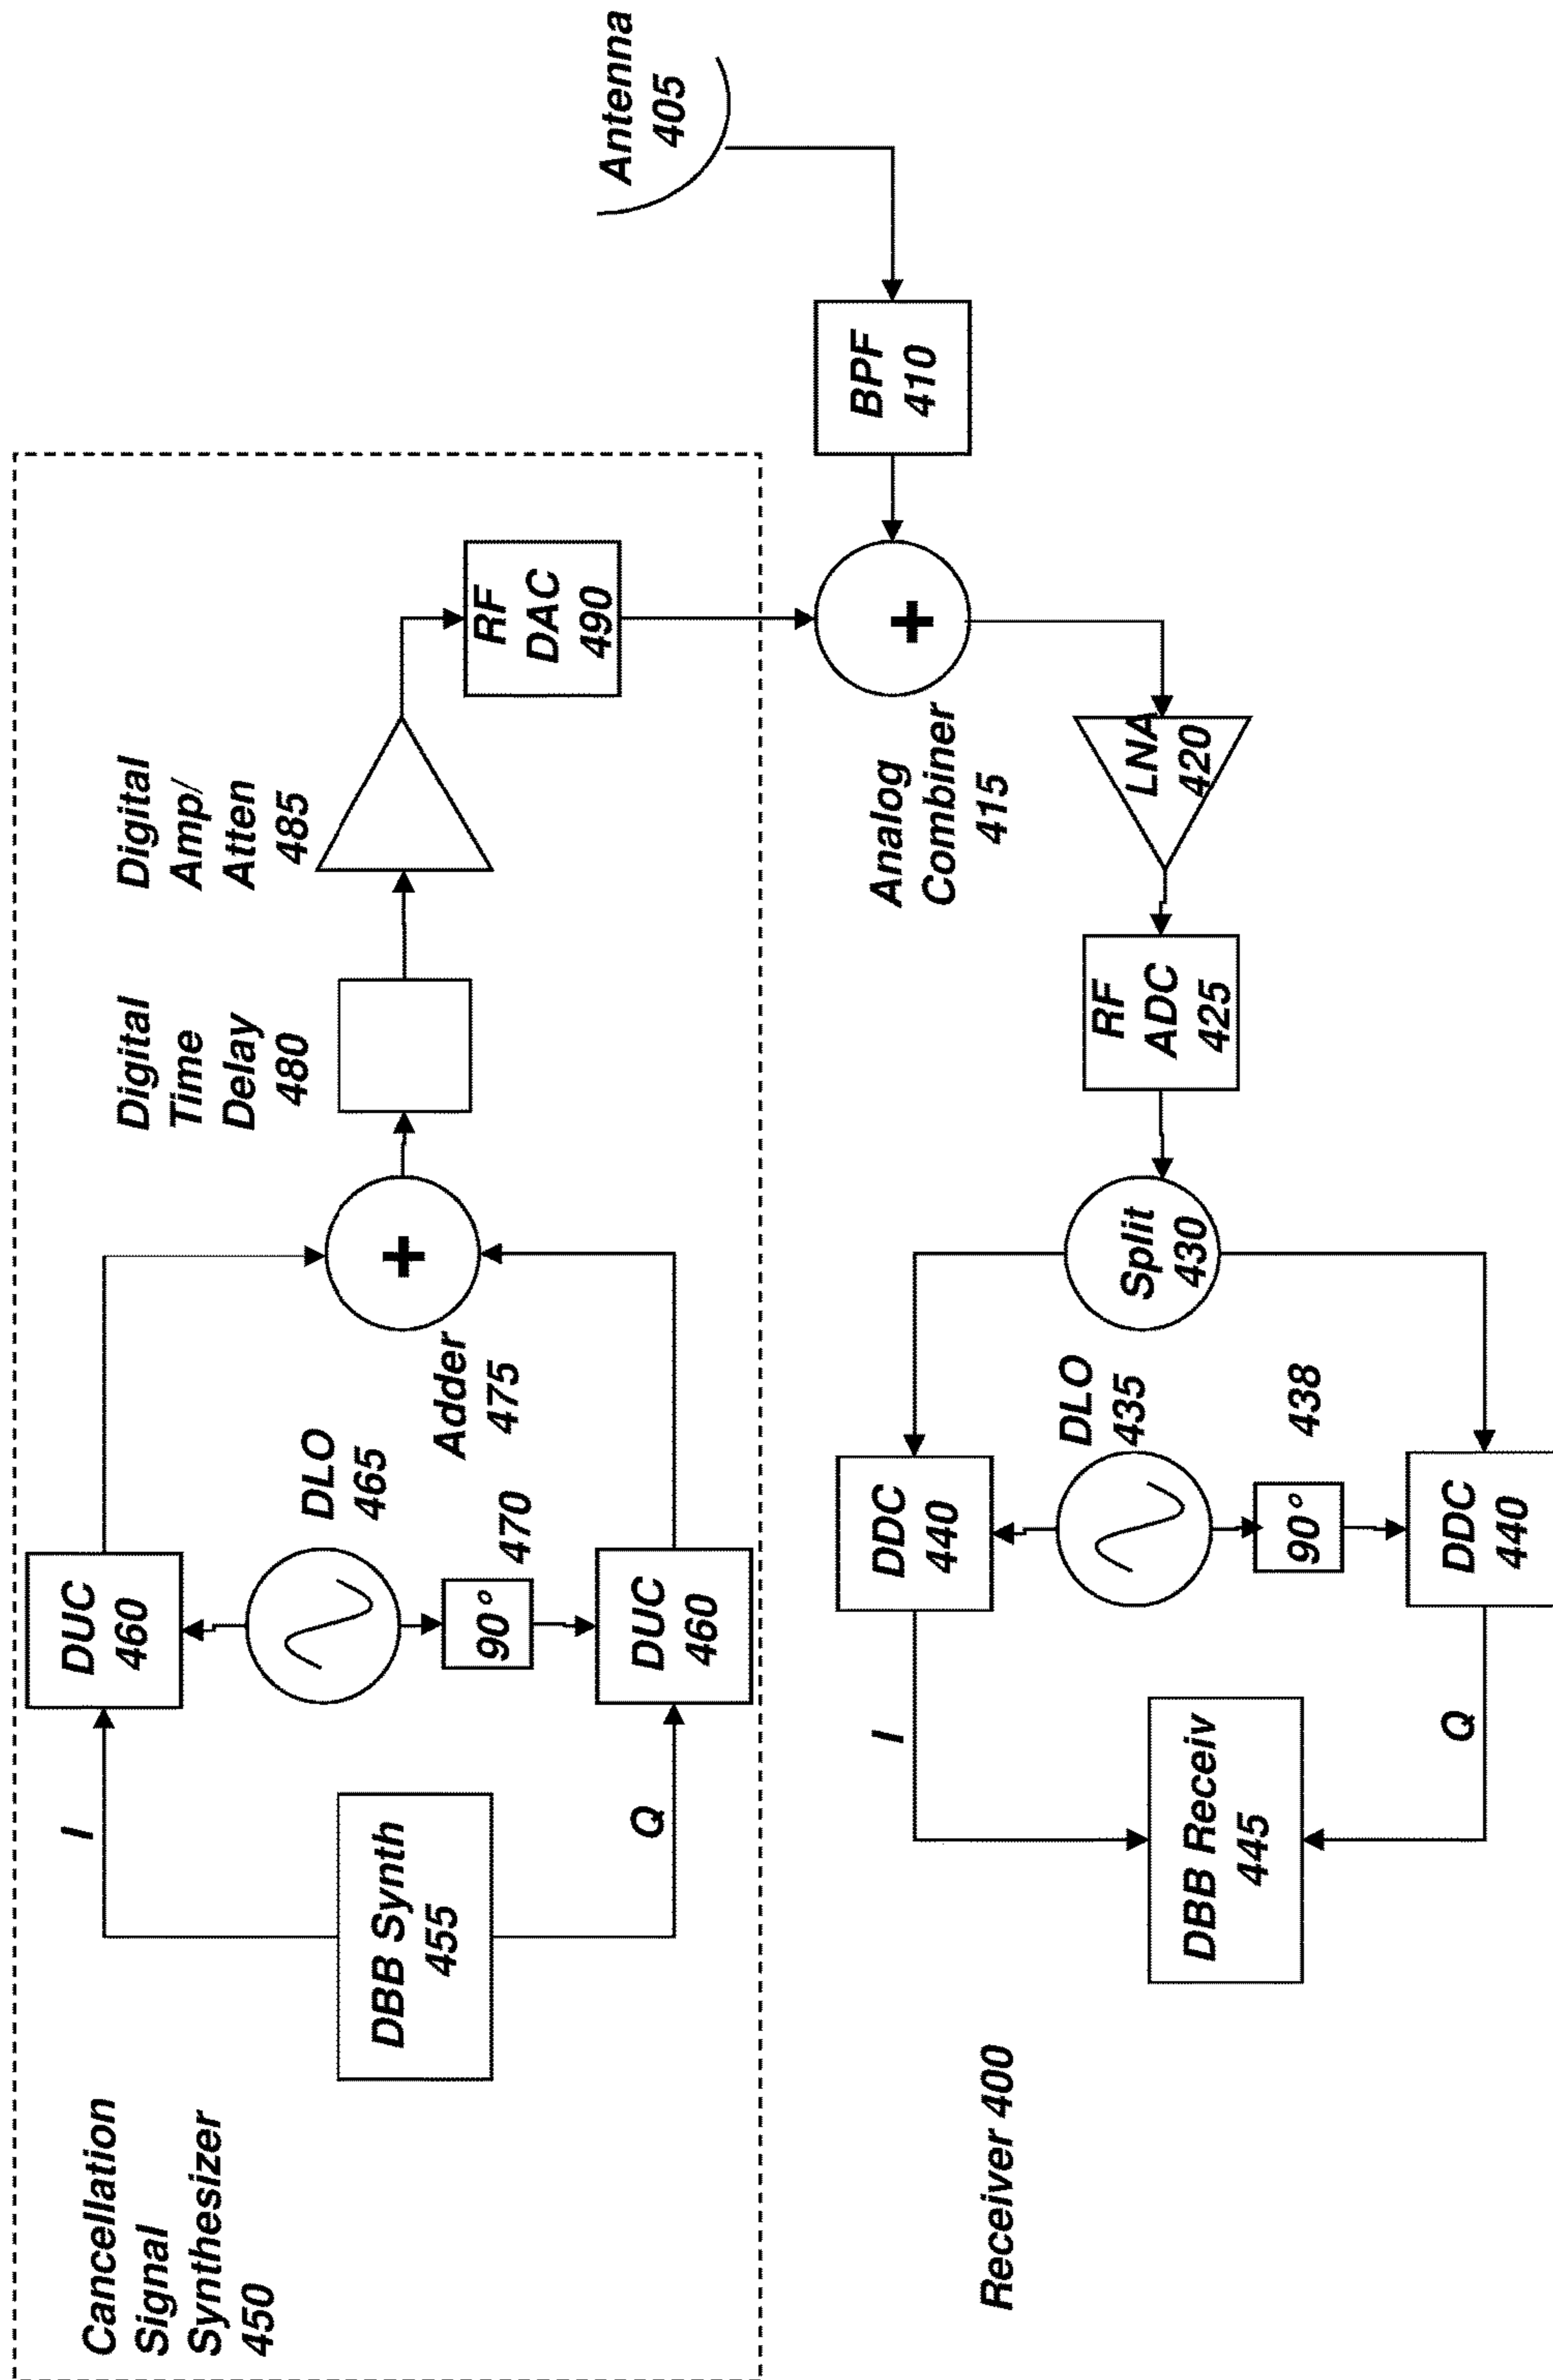 Cancellation
Signal
Synthesizer
450
DBB Synth
455
I
Q
DUC
460
DLO
465
90°
470
DUC
460
Adder
475
+
Digital
Time
Delay
480
Digital
Amp/
Atten
485
RF
DAC
490
Antenna
405
BPF
410
+
Analog
Combiner
415
LNA
420
RF
ADC
425
Split
430
DLO
435
438
90°
DDC
440
DDC
440
I
Q
DBB Receiv
445
Receiver 400